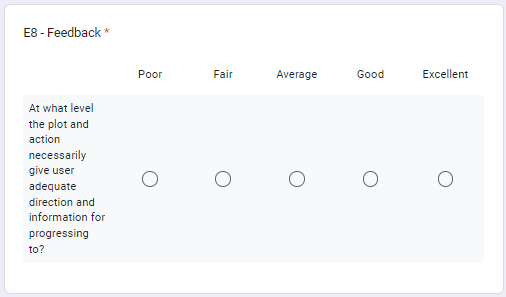 E8 - Feedback *
Poor Fair Average Good Excellent
At what level
the plot and
action
necessarily
give user
adequate
direction and
information for
progressing
to?